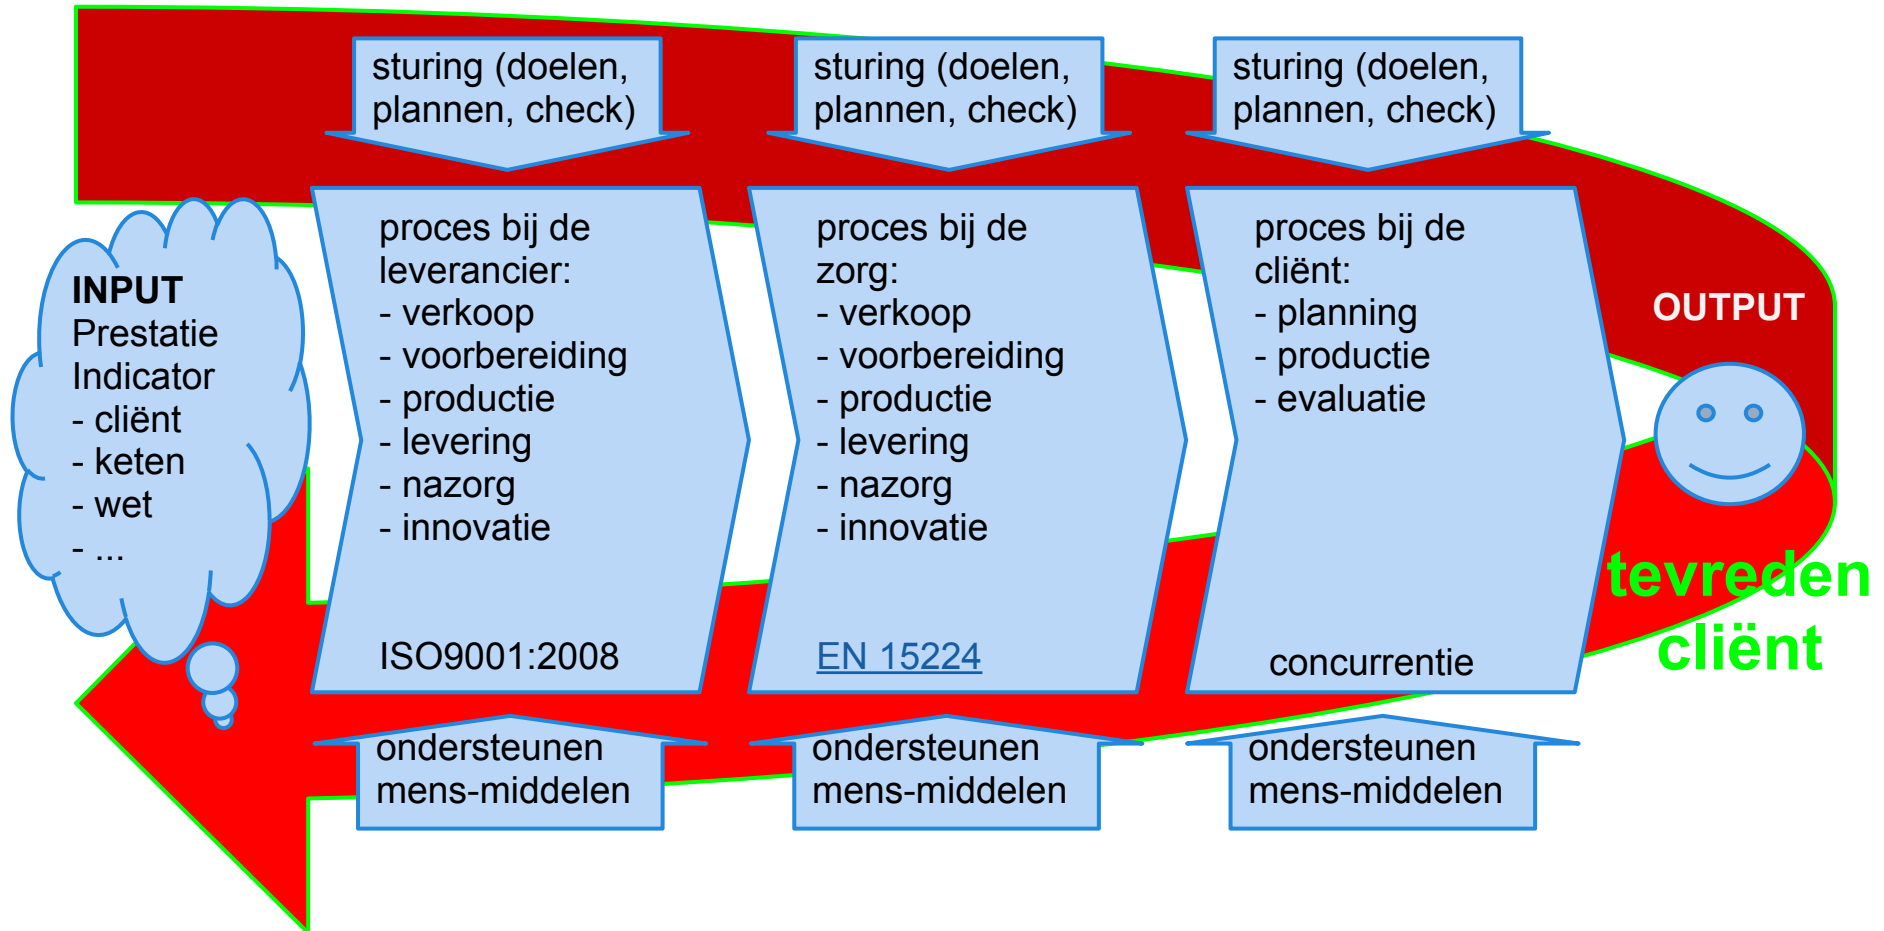 sturing (doelen,
plannen, check)
sturing (doelen,
plannen, check)
sturing (doelen,
plannen, check)
INPUT
Prestatie
Indicator
- cliënt
- keten
- wet
- ...
proces bij de
leverancier:
- verkoop
- voorbereiding
- productie
- levering
- nazorg
- innovatie
ISO9001:2008
proces bij de
zorg:
- verkoop
- voorbereiding
- productie
- levering
- nazorg
- innovatie
EN 15224
proces bij de
cliënt:
- planning
- productie
- evaluatie
concurrentie
OUTPUT
tevreden
cliënt
ondersteunen
mens-middelen
ondersteunen
mens-middelen
ondersteunen
mens-middelen